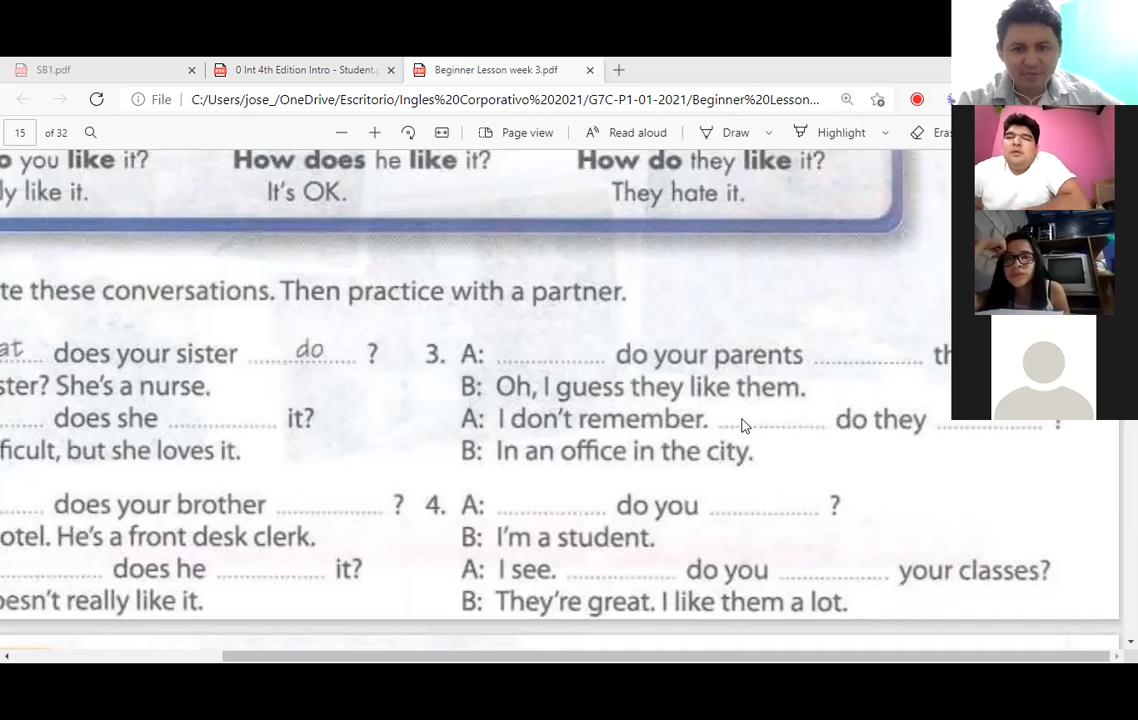 SB1.pdf
0 Int 4th Edition Intro - Student.
Beginner Lesson week 3.pdf
File
C:/Users/jose_/OneDrive/Escritorio/Ingles%20Corporativo%202021/G7C-P1-01-2021/Beginner%20Lesson...
15 of 32
Page view
Read aloud
Draw
Highlight
Eras
o you like it?
How does he like it?
How do they like it?
ly like it.
It's OK.
They hate it.
te these conversations. Then practice with a partner.
at does your sister do ?
ster? She's a nurse.
does she it?
ficult, but she loves it.
does your brother ?
otel. He's a front desk clerk.
does he it?
oesn't really like it.
3. A: do your parents th
B: Oh, I guess they like them.
A: I don't remember. do they ?
B: In an office in the city.
4. A: do you ?
B: I'm a student.
A: I see. do you your classes?
B: They're great. I like them a lot.